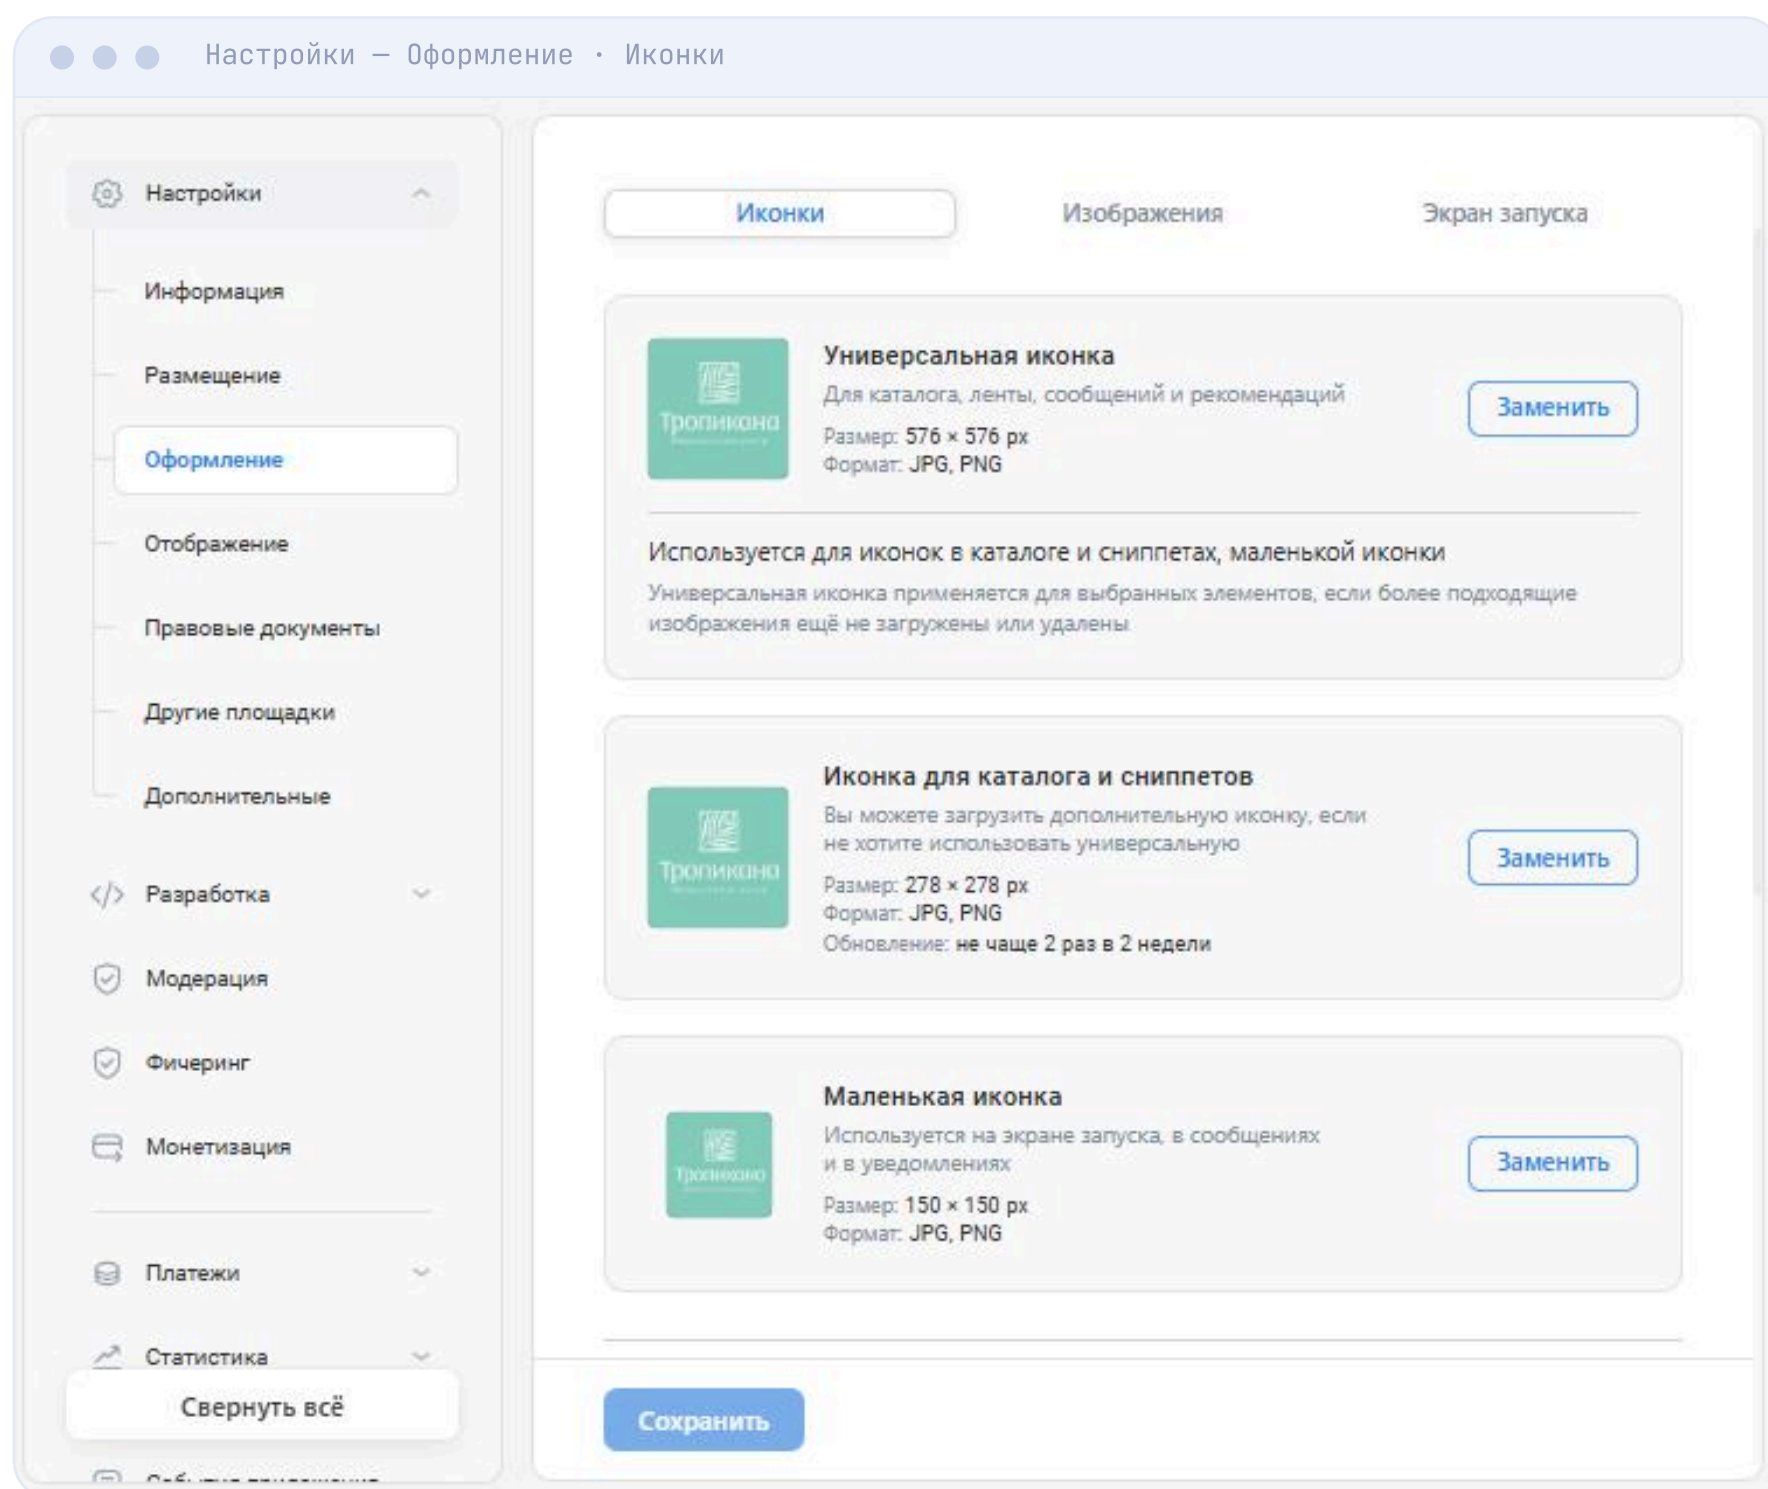 Настройки — Оформление · Иконки
Настройки
Информация
Размещение
Оформление
Отображение
Правовые документы
Другие площадки
Дополнительные
Разработка
Модерация
Фичеринг
Монетизация
Платежи
Статистика
Свернуть всё
События приложения
Иконки
Изображения
Экран запуска
Тропикана
Универсальная иконка
Для каталога, ленты, сообщений и рекомендаций
Размер: 576 × 576 px
Формат: JPG, PNG
Заменить
Используется для иконок в каталоге и сниппетах, маленькой иконки
Универсальная иконка применяется для выбранных элементов, если более подходящие
изображения ещё не загружены или удалены
Тропикана
Иконка для каталога и сниппетов
Вы можете загрузить дополнительную иконку, если
не хотите использовать универсальную
Размер: 278 × 278 px
Формат: JPG, PNG
Обновление: не чаще 2 раз в 2 недели
Заменить
Тропикана
Маленькая иконка
Используется на экране запуска, в сообщениях
и в уведомлениях
Размер: 150 × 150 px
Формат: JPG, PNG
Заменить
Сохранить